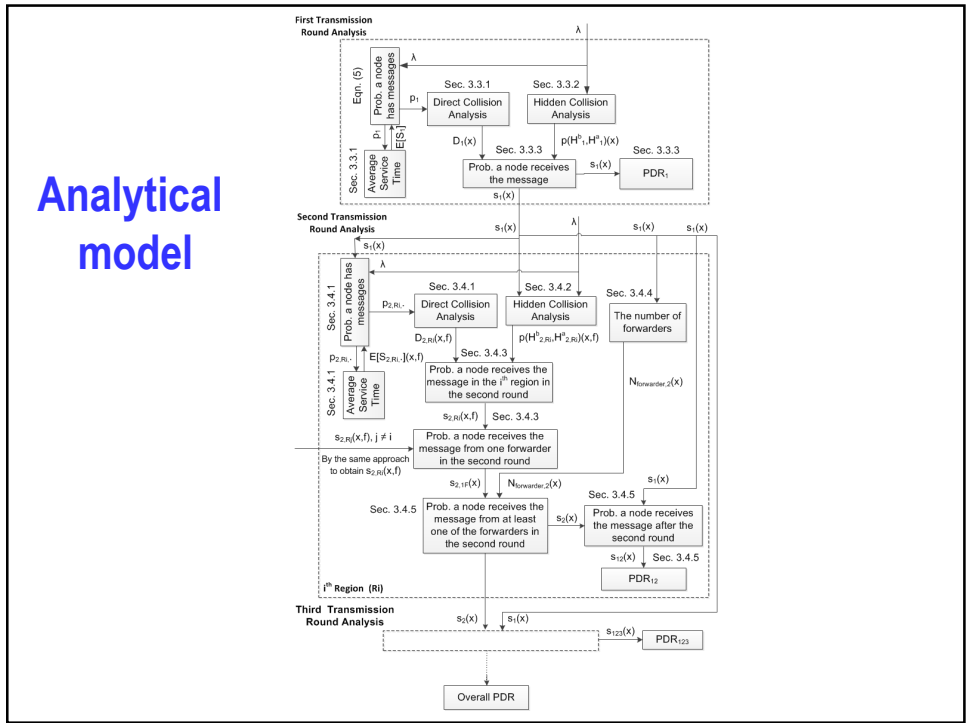 Analytical
model
First Transmission
Round Analysis
λ
λ
Eqn. (5)
Prob. a node
has messages
p₁
Sec. 3.3.1
Direct Collision
Analysis
Sec. 3.3.2
Hidden Collision
Analysis
p₁
E[S₁]
Sec. 3.3.1
Average
Service
Time
D₁(x)
p(Hᵇ₁,Hᵃ₁)(x)
Sec. 3.3.3
Prob. a node receives
the message
s₁(x)
Sec. 3.3.3
PDR₁
s₁(x)
Second Transmission
Round Analysis
s₁(x)
s₁(x)
λ
s₁(x)
s₁(x)
λ
Sec. 3.4.1
Prob. a node has
messages
p₂,Ri,.
Sec. 3.4.1
Direct Collision
Analysis
Sec. 3.4.2
Hidden Collision
Analysis
Sec. 3.4.4
The number of
forwarders
D₂,Ri(x,f)
p(Hᵇ₂,Ri,Hᵃ₂,Ri)(x,f)
p₂,Ri,.
E[S₂,Ri,.](x,f)
Sec. 3.4.1
Average
Service
Time
Sec. 3.4.3
Prob. a node receives the
message in the iᵗʰ region in
the second round
Nforwarder,2(x)
s₂,Ri(x,f)
Sec. 3.4.3
s₂,Rj(x,f), j ≠ i
By the same approach
to obtain s₂,Ri(x,f)
Prob. a node receives the
message from one forwarder
in the second round
s₂,1F(x)
Nforwarder,2(x)
s₁(x)
Sec. 3.4.5
Prob. a node receives the
message from at least
one of the forwarders in
the second round
s₂(x)
Sec. 3.4.5
Prob. a node receives
the message after the
second round
s₁₂(x)
Sec. 3.4.5
PDR₁₂
iᵗʰ Region (Ri)
Third Transmission
Round Analysis
s₂(x)
s₁(x)
s₁₂₃(x)
PDR₁₂₃
Overall PDR